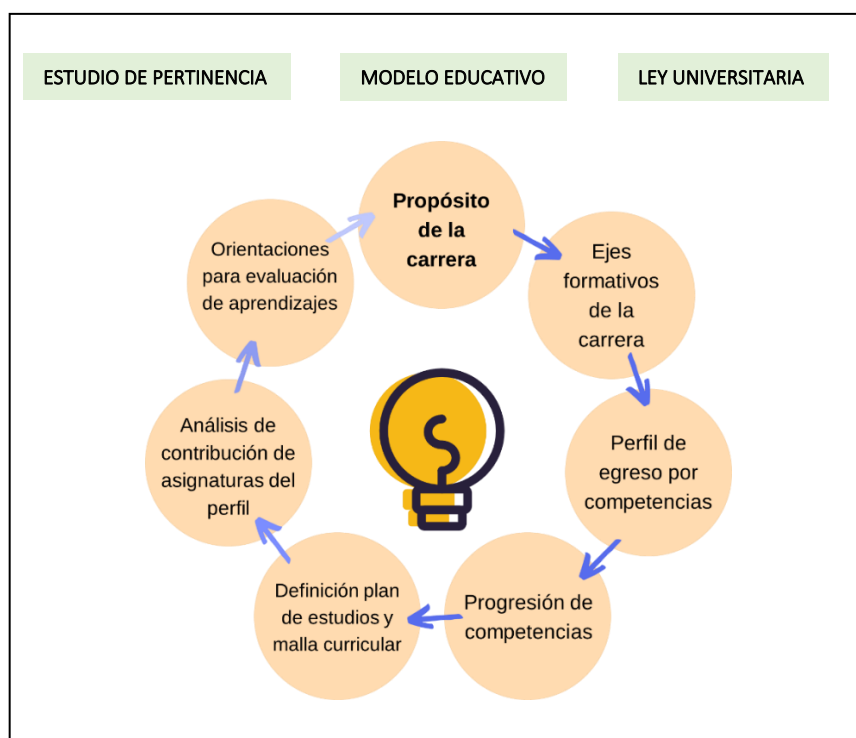 ESTUDIO DE PERTINENCIA
MODELO EDUCATIVO
LEY UNIVERSITARIA
Propósito
de la
carrera
Ejes
formativos
de la
carrera
Perfil de
egreso por
competencias
Progresión de
competencias
Definición plan
de estudios y
malla curricular
Análisis de
contribución de
asignaturas del
perfil
Orientaciones
para evaluación
de aprendizajes